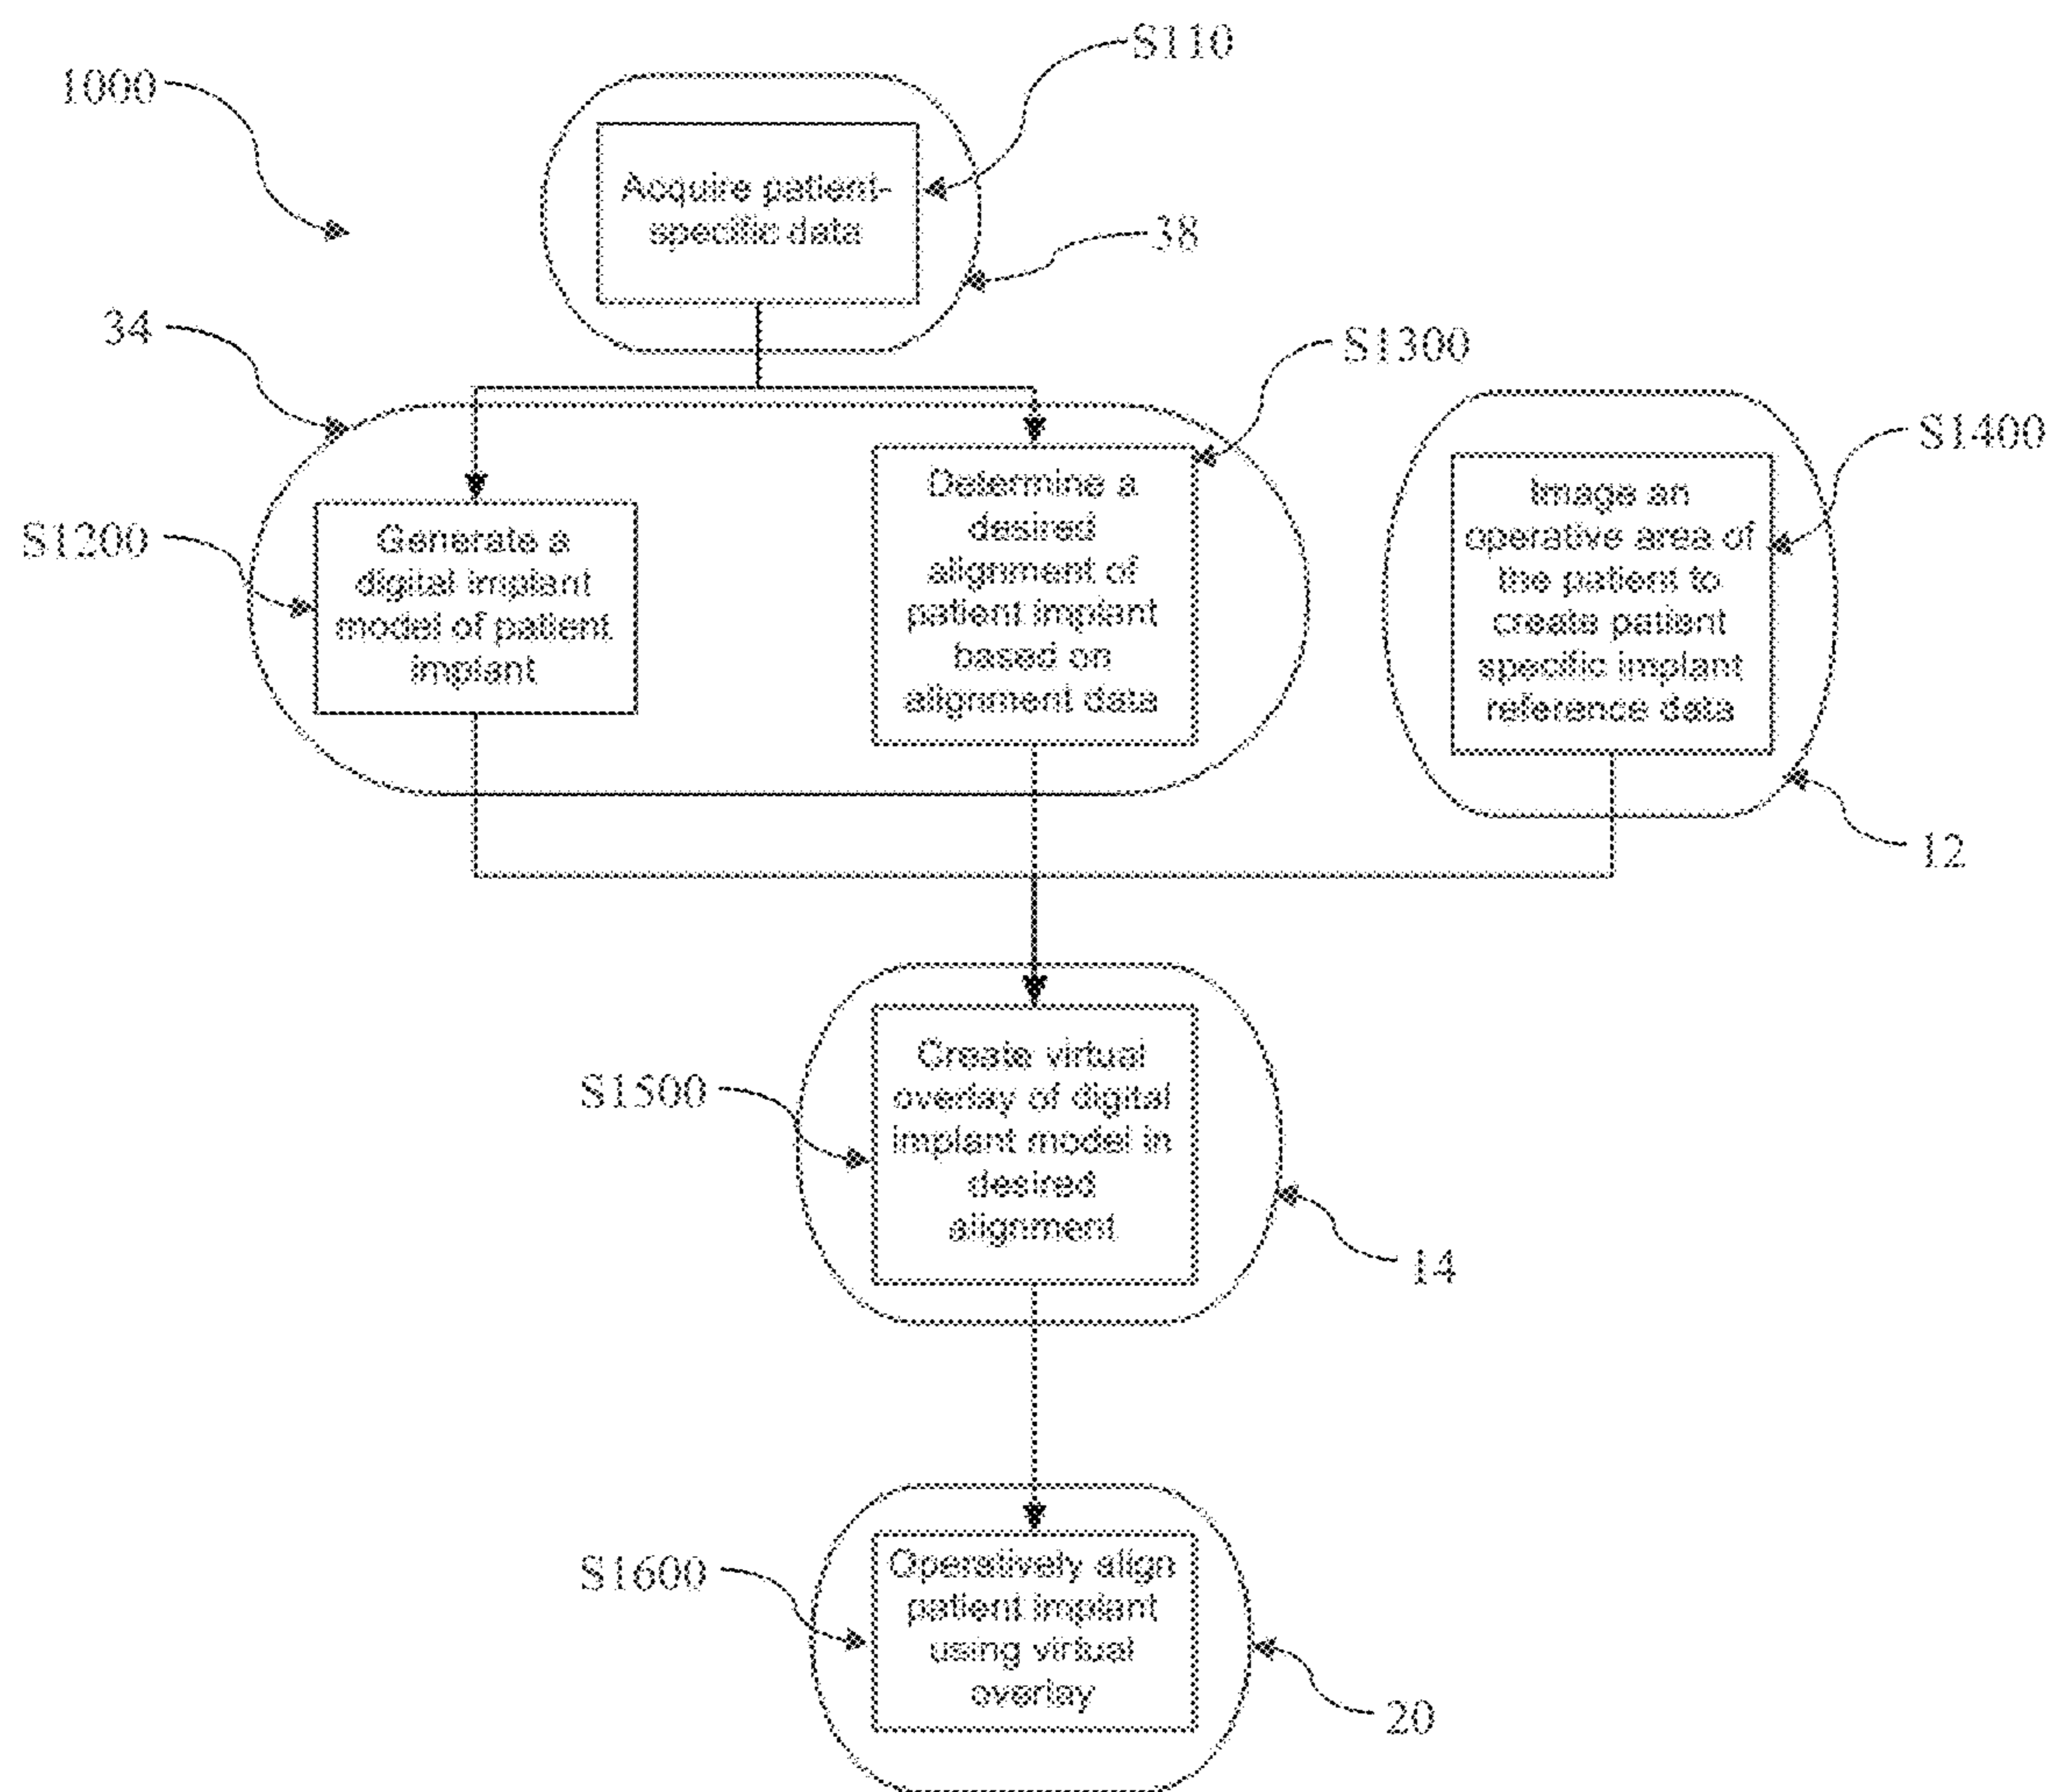 S110
1000
Acquire patient-
specific data
38
34
S1300
S1400
S1200
Generate a
digital implant
model of patient
implant
Determine a
desired
alignment of
patient implant
based on
alignment data
Image an
operative area of
the patient to
create patient
specific implant
reference data
12
S1500
Create virtual
overlay of digital
implant model in
desired
alignment
14
S1600
Operatively align
patient implant
using virtual
overlay
20